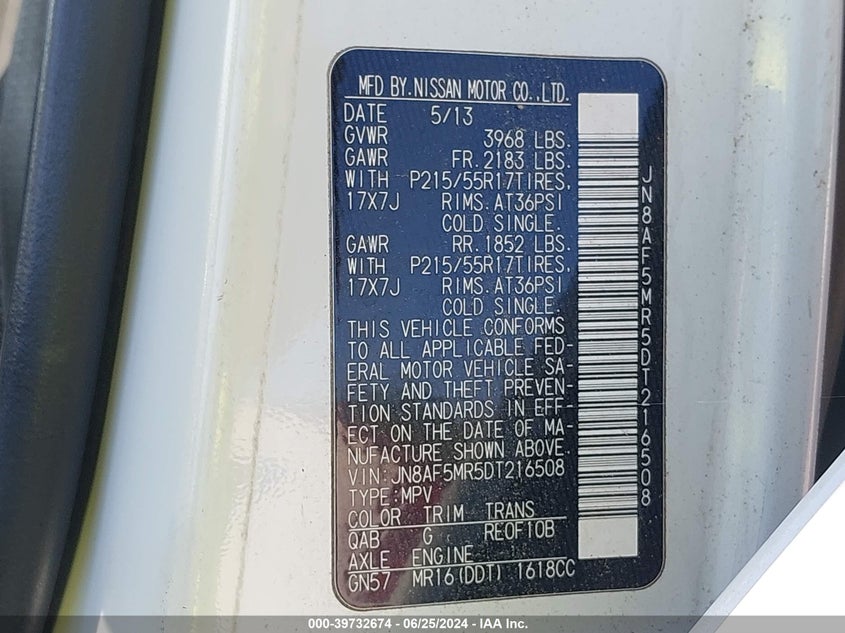 MFD BY.NISSAN MOTOR CO.,LTD.
DATE 5/13
GVWR 3968 LBS.
GAWR FR.2183 LBS.
WITH P215/55R17TIRES,
17X7J RIMS.AT36PSI
COLD SINGLE.
GAWR RR.1852 LBS.
WITH P215/55R17TIRES,
17X7J RIMS.AT36PSI
COLD SINGLE.
THIS VEHICLE CONFORMS
TO ALL APPLICABLE FED-
ERAL MOTOR VEHICLE SA-
FETY AND THEFT PREVEN-
TION STANDARDS IN EFF-
ECT ON THE DATE OF MA-
NUFACTURE SHOWN ABOVE.
VIN:JN8AF5MR5DT216508
TYPE:MPV
COLOR TRIM TRANS
QAB G RE0F10B
AXLE ENGINE
GN57 MR16(DDT) 1618CC
JN8AF5MR5DT216508
000-39732674 / 06/25/2024 - IAA Inc.